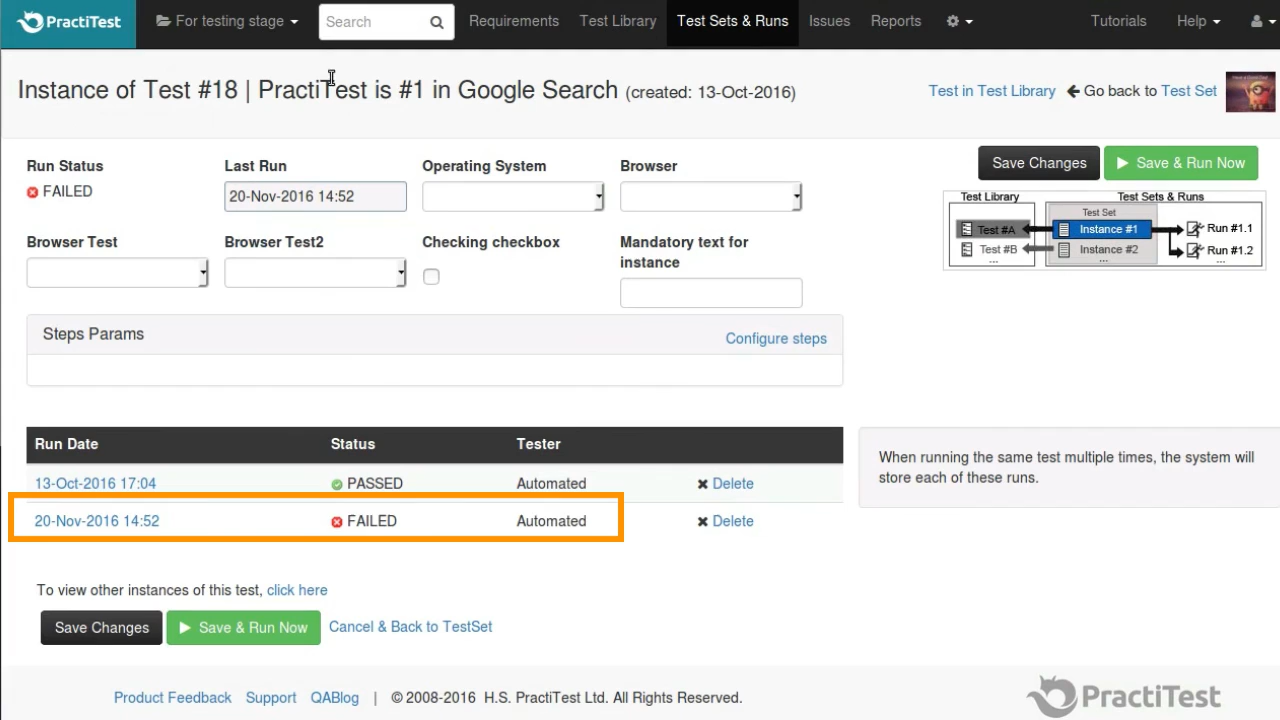 PractiTest
For testing stage
Search
Requirements
Test Library
Test Sets & Runs
Issues
Reports
Tutorials
Help
Instance of Test #18 | PractiTest is #1 in Google Search (created: 13-Oct-2016)
Test in Test Library
Go back to Test Set
Save Changes
Save & Run Now
Run Status
Last Run
Operating System
Browser
FAILED
20-Nov-2016 14:52
Browser Test
Browser Test2
Checking checkbox
Mandatory text for
instance
Test Library
Test Sets & Runs
Test Set
Test #A
Instance #1
Run #1.1
Test #B
Instance #2
Run #1.2
...
...
...
Steps Params
Configure steps
Run Date
Status
Tester
13-Oct-2016 17:04
PASSED
Automated
Delete
20-Nov-2016 14:52
FAILED
Automated
Delete
When running the same test multiple times, the system will
store each of these runs.
To view other instances of this test, click here
Save Changes
Save & Run Now
Cancel & Back to TestSet
Product Feedback
Support
QABlog
|
© 2008-2016 H.S. PractiTest Ltd. All Rights Reserved.
PractiTest